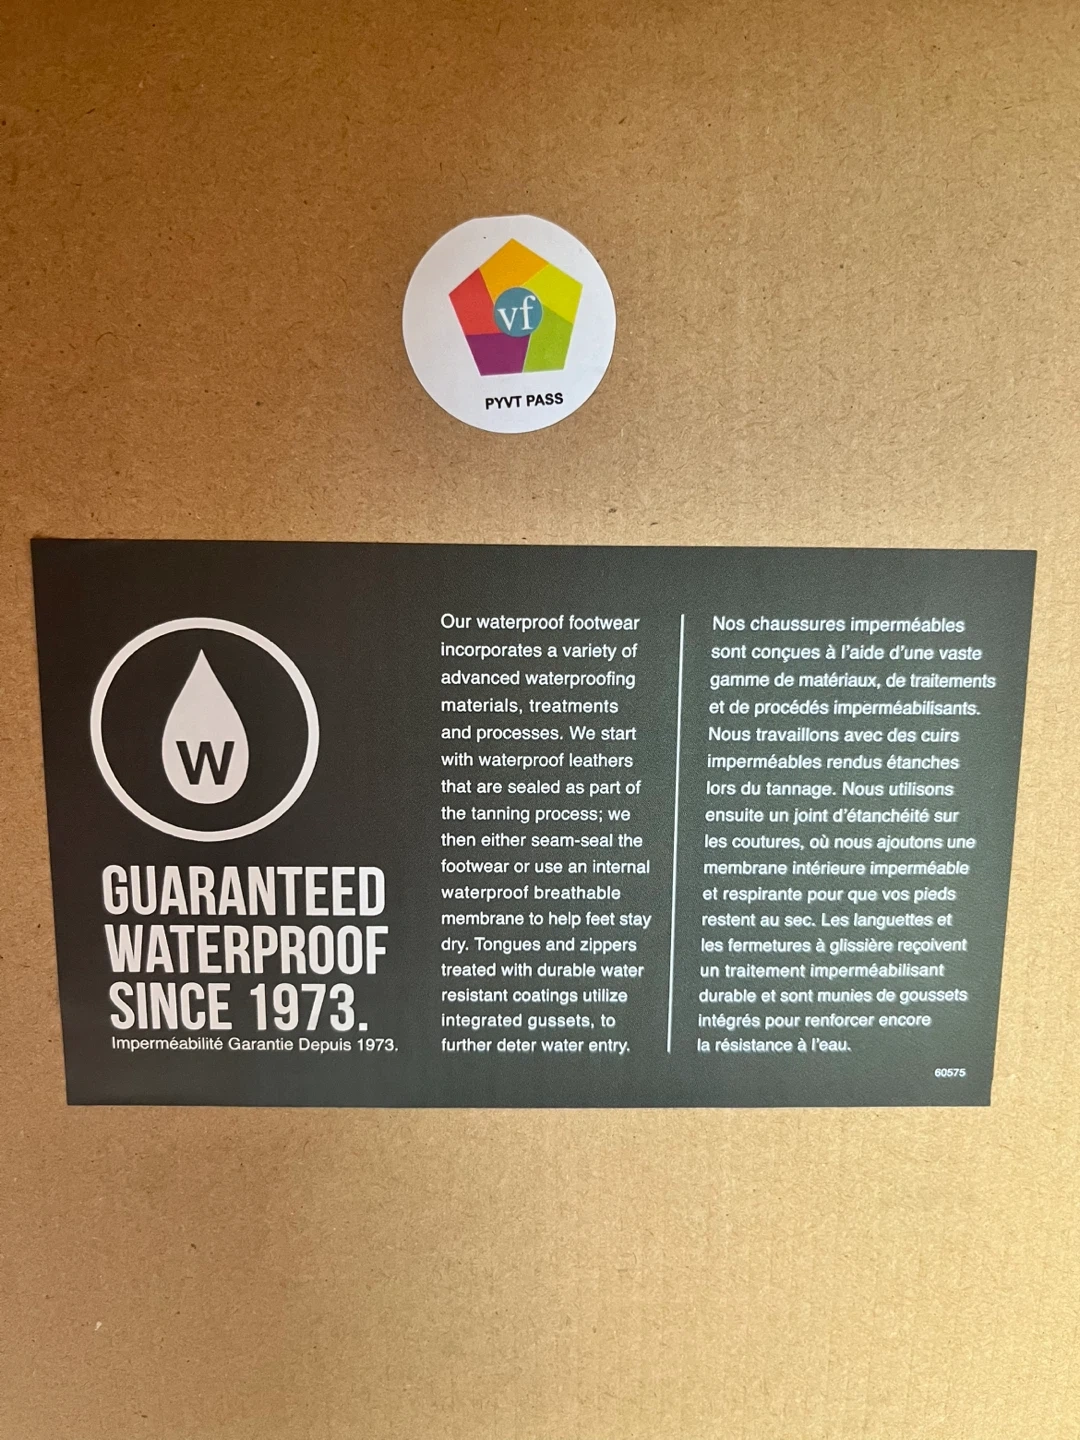 vf
PYVT PASS
W
GUARANTEED
WATERPROOF
SINCE 1973.
Imperméabilité Garantie Depuis 1973.
Our waterproof footwear
incorporates a variety of
advanced waterproofing
materials, treatments
and processes. We start
with waterproof leathers
that are sealed as part of
the tanning process; we
then either seam-seal the
footwear or use an internal
waterproof breathable
membrane to help feet stay
dry. Tongues and zippers
treated with durable water
resistant coatings utilize
integrated gussets, to
further deter water entry.
Nos chaussures imperméables
sont conçues à l'aide d'une vaste
gamme de matériaux, de traitements
et de procédés imperméabilisants.
Nous travaillons avec des cuirs
imperméables rendus étanches
lors du tannage. Nous utilisons
ensuite un joint d'étanchéité sur
les coutures, où nous ajoutons une
membrane intérieure imperméable
et respirante pour que vos pieds
restent au sec. Les languettes et
les fermetures à glissière reçoivent
un traitement imperméabilisant
durable et sont munies de goussets
intégrés pour renforcer encore
la résistance à l'eau.
60575